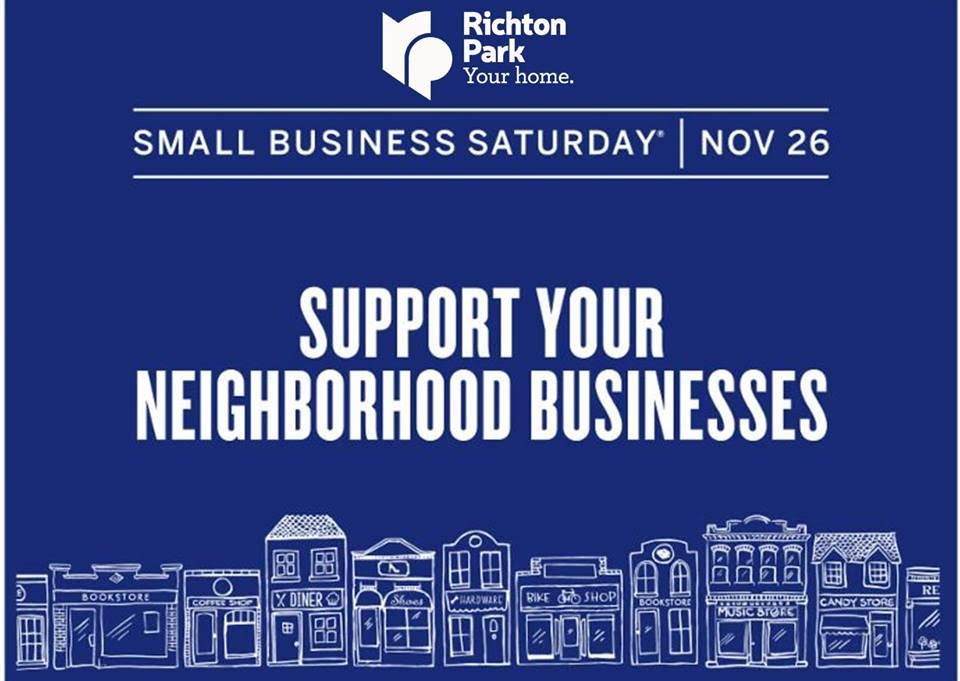 Richton
Park
Your home.
SMALL BUSINESS SATURDAY® | NOV 26
SUPPORT YOUR
NEIGHBORHOOD BUSINESSES
BOOKSTORE
COFFEE SHOP
DINER
Shoes
HARDWARE
BIKE SHOP
BOOKSTORE
MUSIC STORE
CANDY STORE
RE